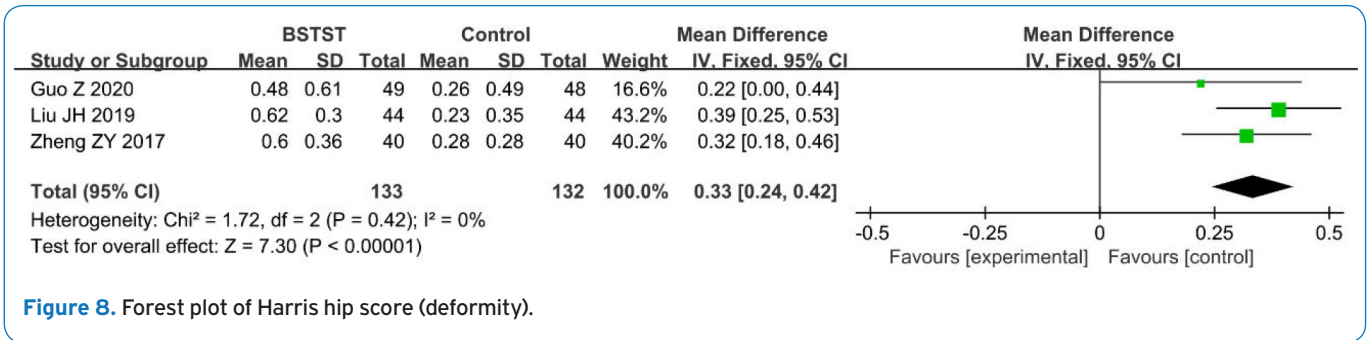 BSTST Control Mean Difference Mean Difference
Study or Subgroup Mean SD Total Mean SD Total Weight IV, Fixed, 95% CI IV, Fixed, 95% CI
Guo Z 2020 0.48 0.61 49 0.26 0.49 48 16.6% 0.22 [0.00, 0.44]
Liu JH 2019 0.62 0.3 44 0.23 0.35 44 43.2% 0.39 [0.25, 0.53]
Zheng ZY 2017 0.6 0.36 40 0.28 0.28 40 40.2% 0.32 [0.18, 0.46]
Total (95% CI) 133 132 100.0% 0.33 [0.24, 0.42]
Heterogeneity: Chi² = 1.72, df = 2 (P = 0.42); I² = 0%
Test for overall effect: Z = 7.30 (P < 0.00001)
-0.5 -0.25 0 0.25 0.5
Favours [experimental] Favours [control]
Figure 8. Forest plot of Harris hip score (deformity).